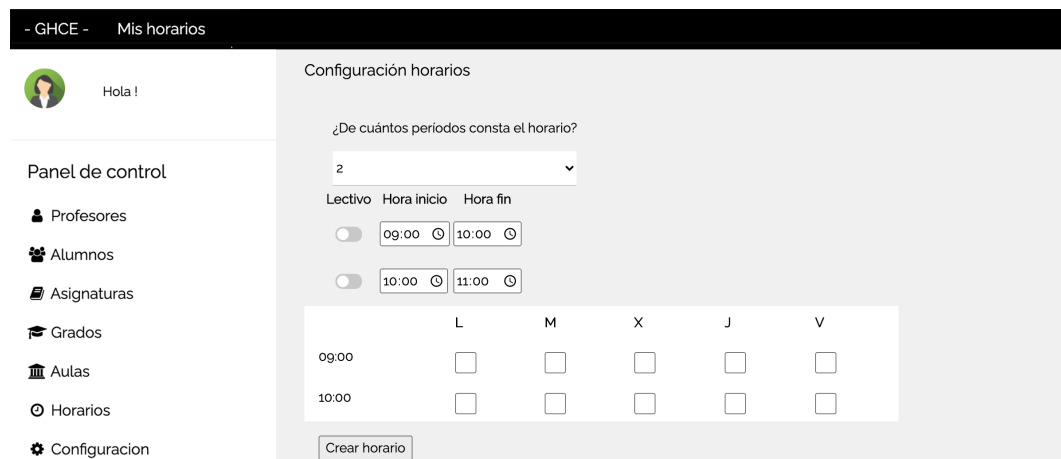 - GHCE - Mis horarios
Hola !
Panel de control
Profesores
Alumnos
Asignaturas
Grados
Aulas
Horarios
Configuracion
Configuración horarios
¿De cuántos períodos consta el horario?
2
Lectivo Hora inicio Hora fin
09:00 10:00
10:00 11:00
L M X J V
09:00
10:00
Crear horario